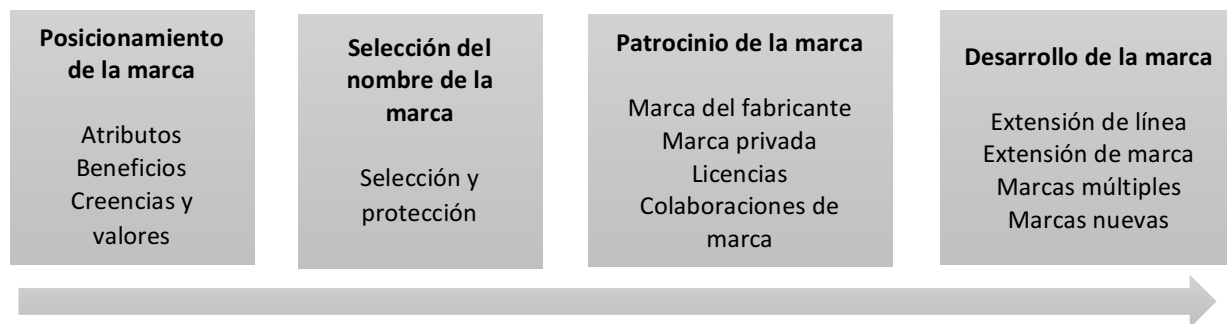 Posicionamiento
de la marca
Atributos
Beneficios
Creencias y
valores
Selección del
nombre de la
marca
Selección y
protección
Patrocinio de la marca
Marca del fabricante
Marca privada
Licencias
Colaboraciones de
marca
Desarrollo de la marca
Extensión de línea
Extensión de marca
Marcas múltiples
Marcas nuevas